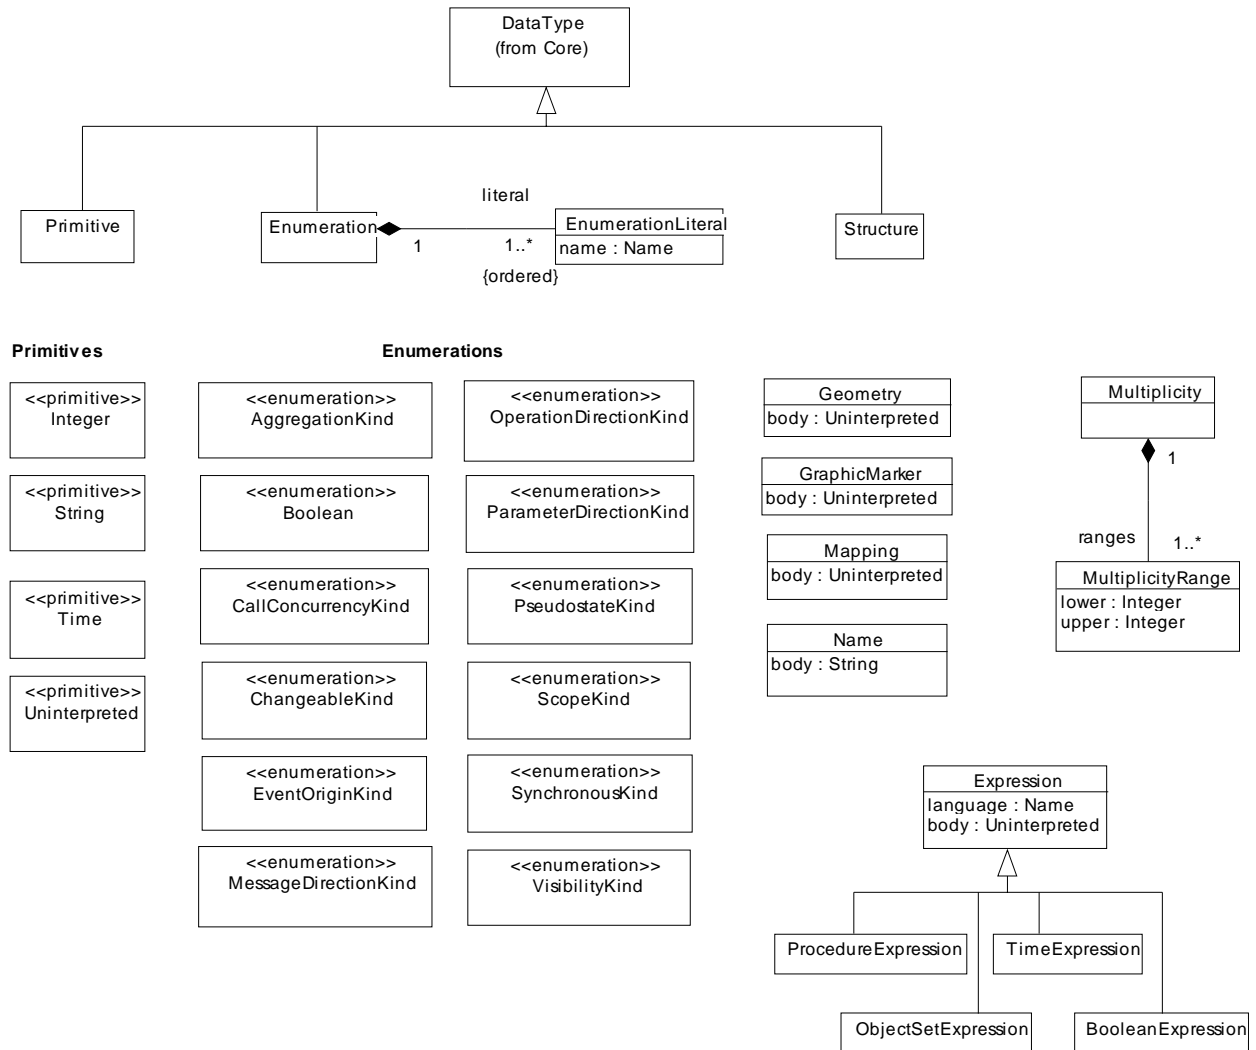 DataType
(from Core)
literal
Primitive
Enumeration
EnumerationLiteral
name : Name
Structure
1
1..*
{ordered}
Primitives
Enumerations
<<primitive>>
Integer
<<enumeration>>
AggregationKind
<<enumeration>>
OperationDirectionKind
Geometry
body : Uninterpreted
Multiplicity
1
<<primitive>>
String
<<enumeration>>
Boolean
<<enumeration>>
ParameterDirectionKind
GraphicMarker
body : Uninterpreted
ranges
1..*
Mapping
body : Uninterpreted
MultiplicityRange
lower : Integer
upper : Integer
<<primitive>>
Time
<<enumeration>>
CallConcurrencyKind
<<enumeration>>
PseudostateKind
Name
body : String
<<primitive>>
Uninterpreted
<<enumeration>>
ChangeableKind
<<enumeration>>
ScopeKind
<<enumeration>>
EventOriginKind
<<enumeration>>
SynchronousKind
Expression
language : Name
body : Uninterpreted
<<enumeration>>
MessageDirectionKind
<<enumeration>>
VisibilityKind
ProcedureExpression
TimeExpression
ObjectSetExpression
BooleanExpression